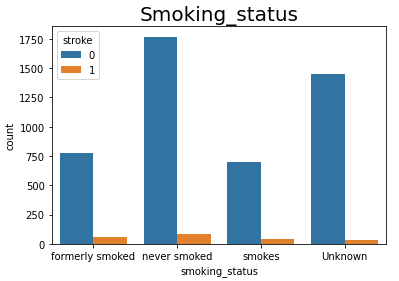 Smoking_status
stroke
0
1
count
1750
1500
1250
1000
750
500
250
0
formerly smoked never smoked smokes Unknown
smoking_status